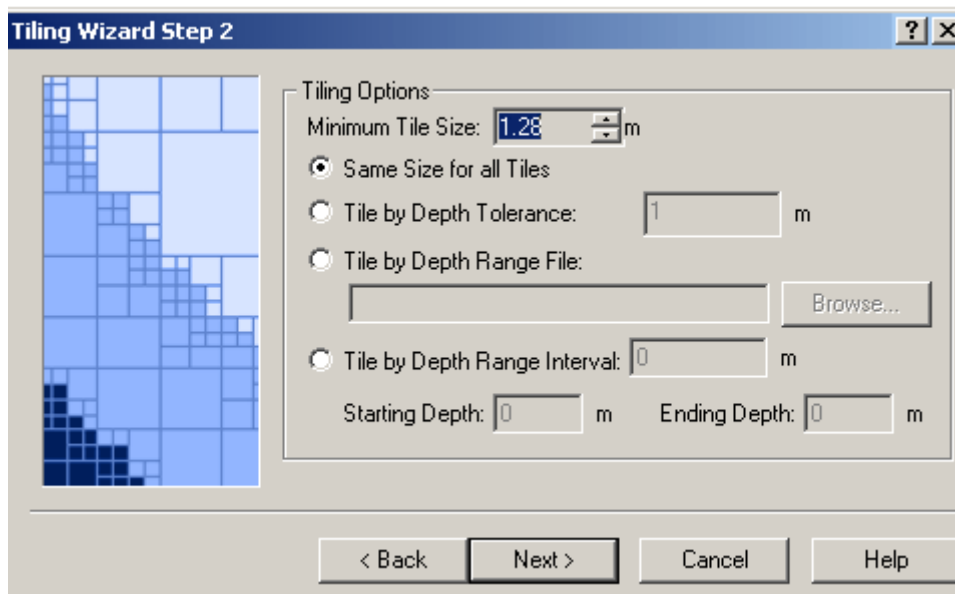 Tiling Wizard Step 2
Tiling Options
Minimum Tile Size: 1.28 m
Same Size for all Tiles
Tile by Depth Tolerance: 1 m
Tile by Depth Range File:
Browse...
Tile by Depth Range Interval: 0 m
Starting Depth: 0 m Ending Depth: 0 m
< Back Next > Cancel Help